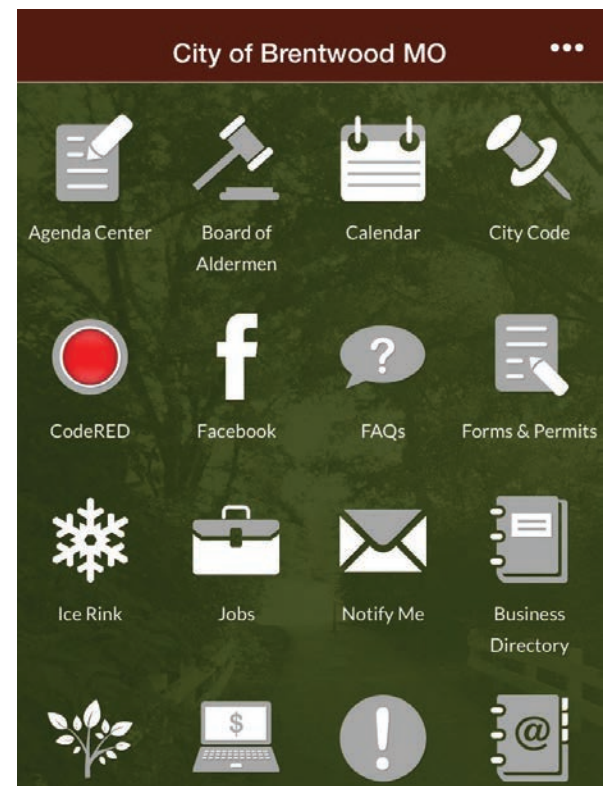 City of Brentwood MO
Agenda Center
Board of
Aldermen
Calendar
City Code
CodeRED
Facebook
FAQs
Forms & Permits
Ice Rink
Jobs
Notify Me
Business
Directory